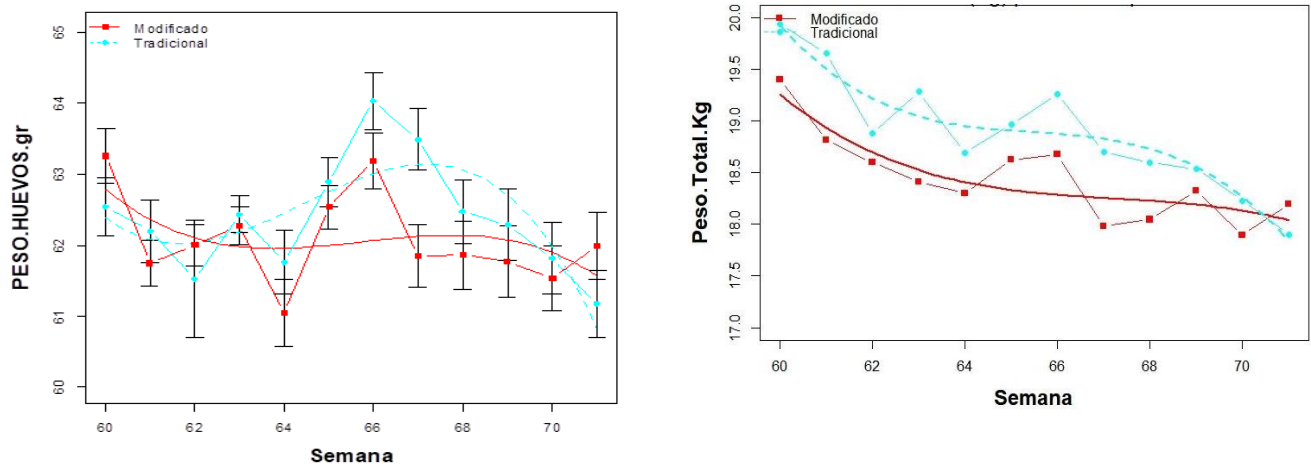 Modificado
Tradicional
PESO.HUEVOS.gr
65
64
63
62
61
60
60 62 64 66 68 70
Semana
Modificado
Tradicional
Peso.Total.Kg
20.0
19.5
19.0
18.5
18.0
17.5
17.0
60 62 64 66 68 70
Semana